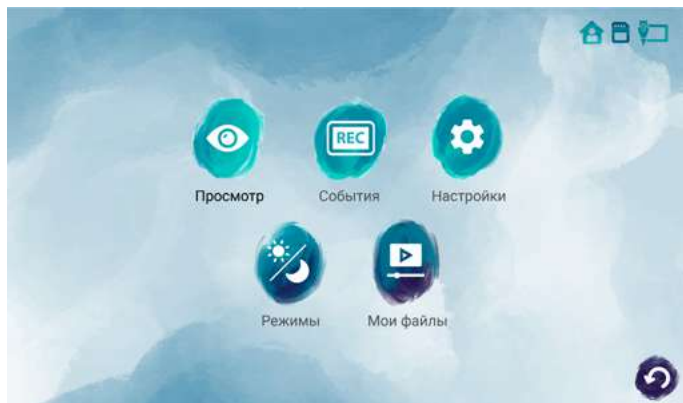 REC
Просмотр
События
Настройки
Режимы
Мои файлы